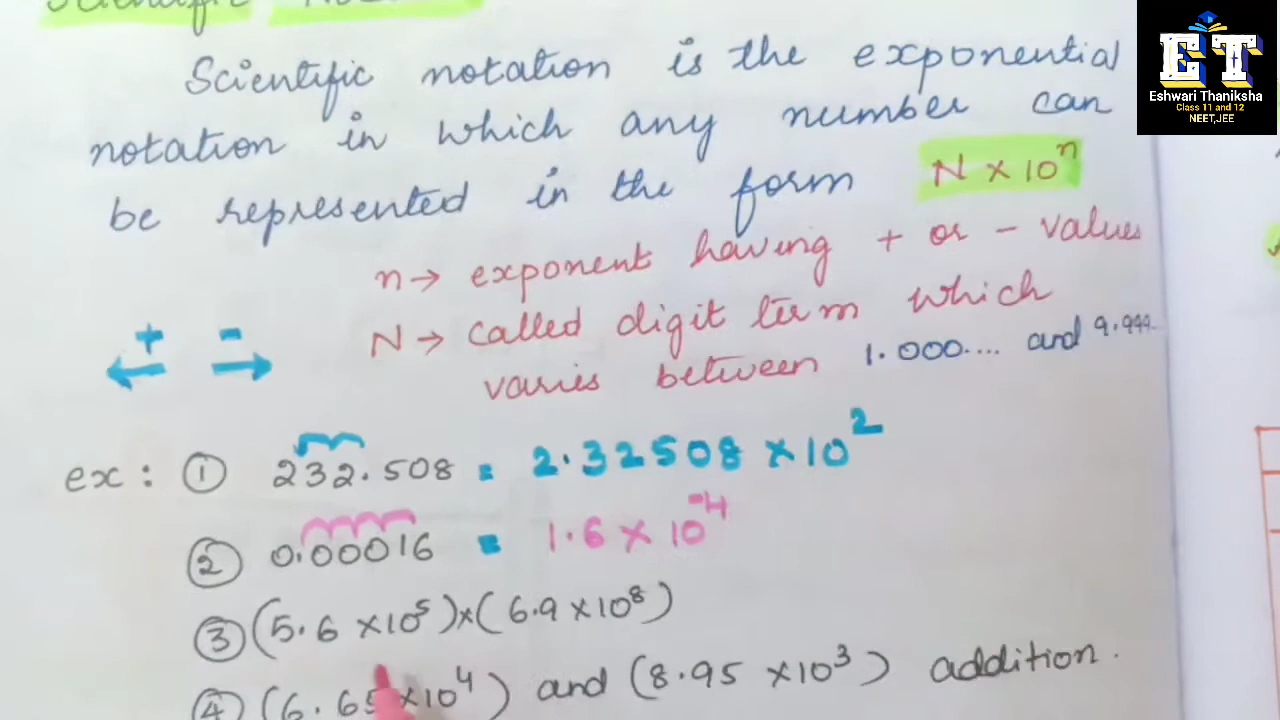 Scientific
Scientific notation is the exponential
notation in which any number can
be represented in the form N × 10ⁿ
n → exponent having + or - values
N → called digit term which
varies between 1.000.... and 9.999...
+ -
ex: ① 232.508 = 2.32508 × 10²
② 0.00016 = 1.6 × 10⁻⁴
③ (5.6 × 10⁵) × (6.9 × 10⁸)
④ (6.65 × 10⁴) and (8.95 × 10³) addition.
ET
Eshwari Thaniksha
Class 11 and 12
NEET,JEE